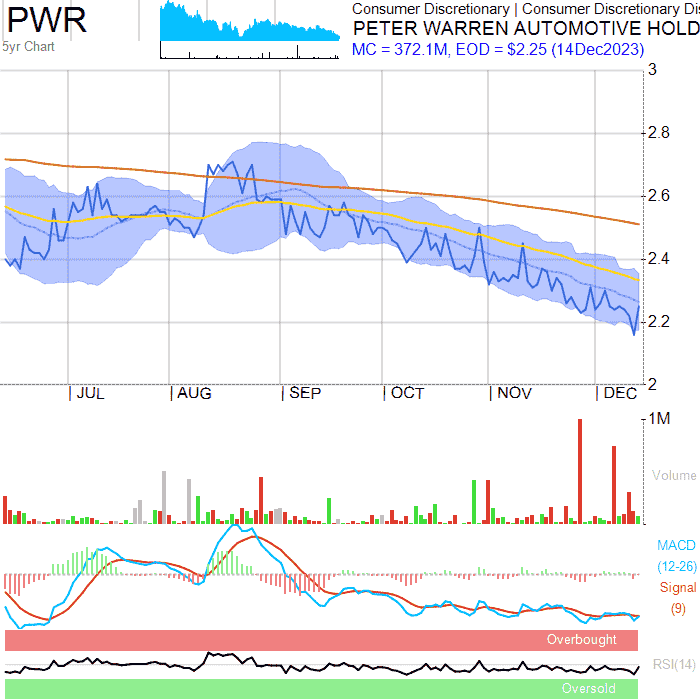 PWR
5yr Chart
Consumer Discretionary | Consumer Discretionary Dis
PETER WARREN AUTOMOTIVE HOLD
MC = 372.1M, EOD = $2.25 (14Dec2023)
3
2.8
2.6
2.4
2.2
2
| JUL | AUG | SEP | OCT | NOV | DEC
1M
Volume
MACD
(12-26)
Signal
(9)
Overbought
RSI(14)
Oversold